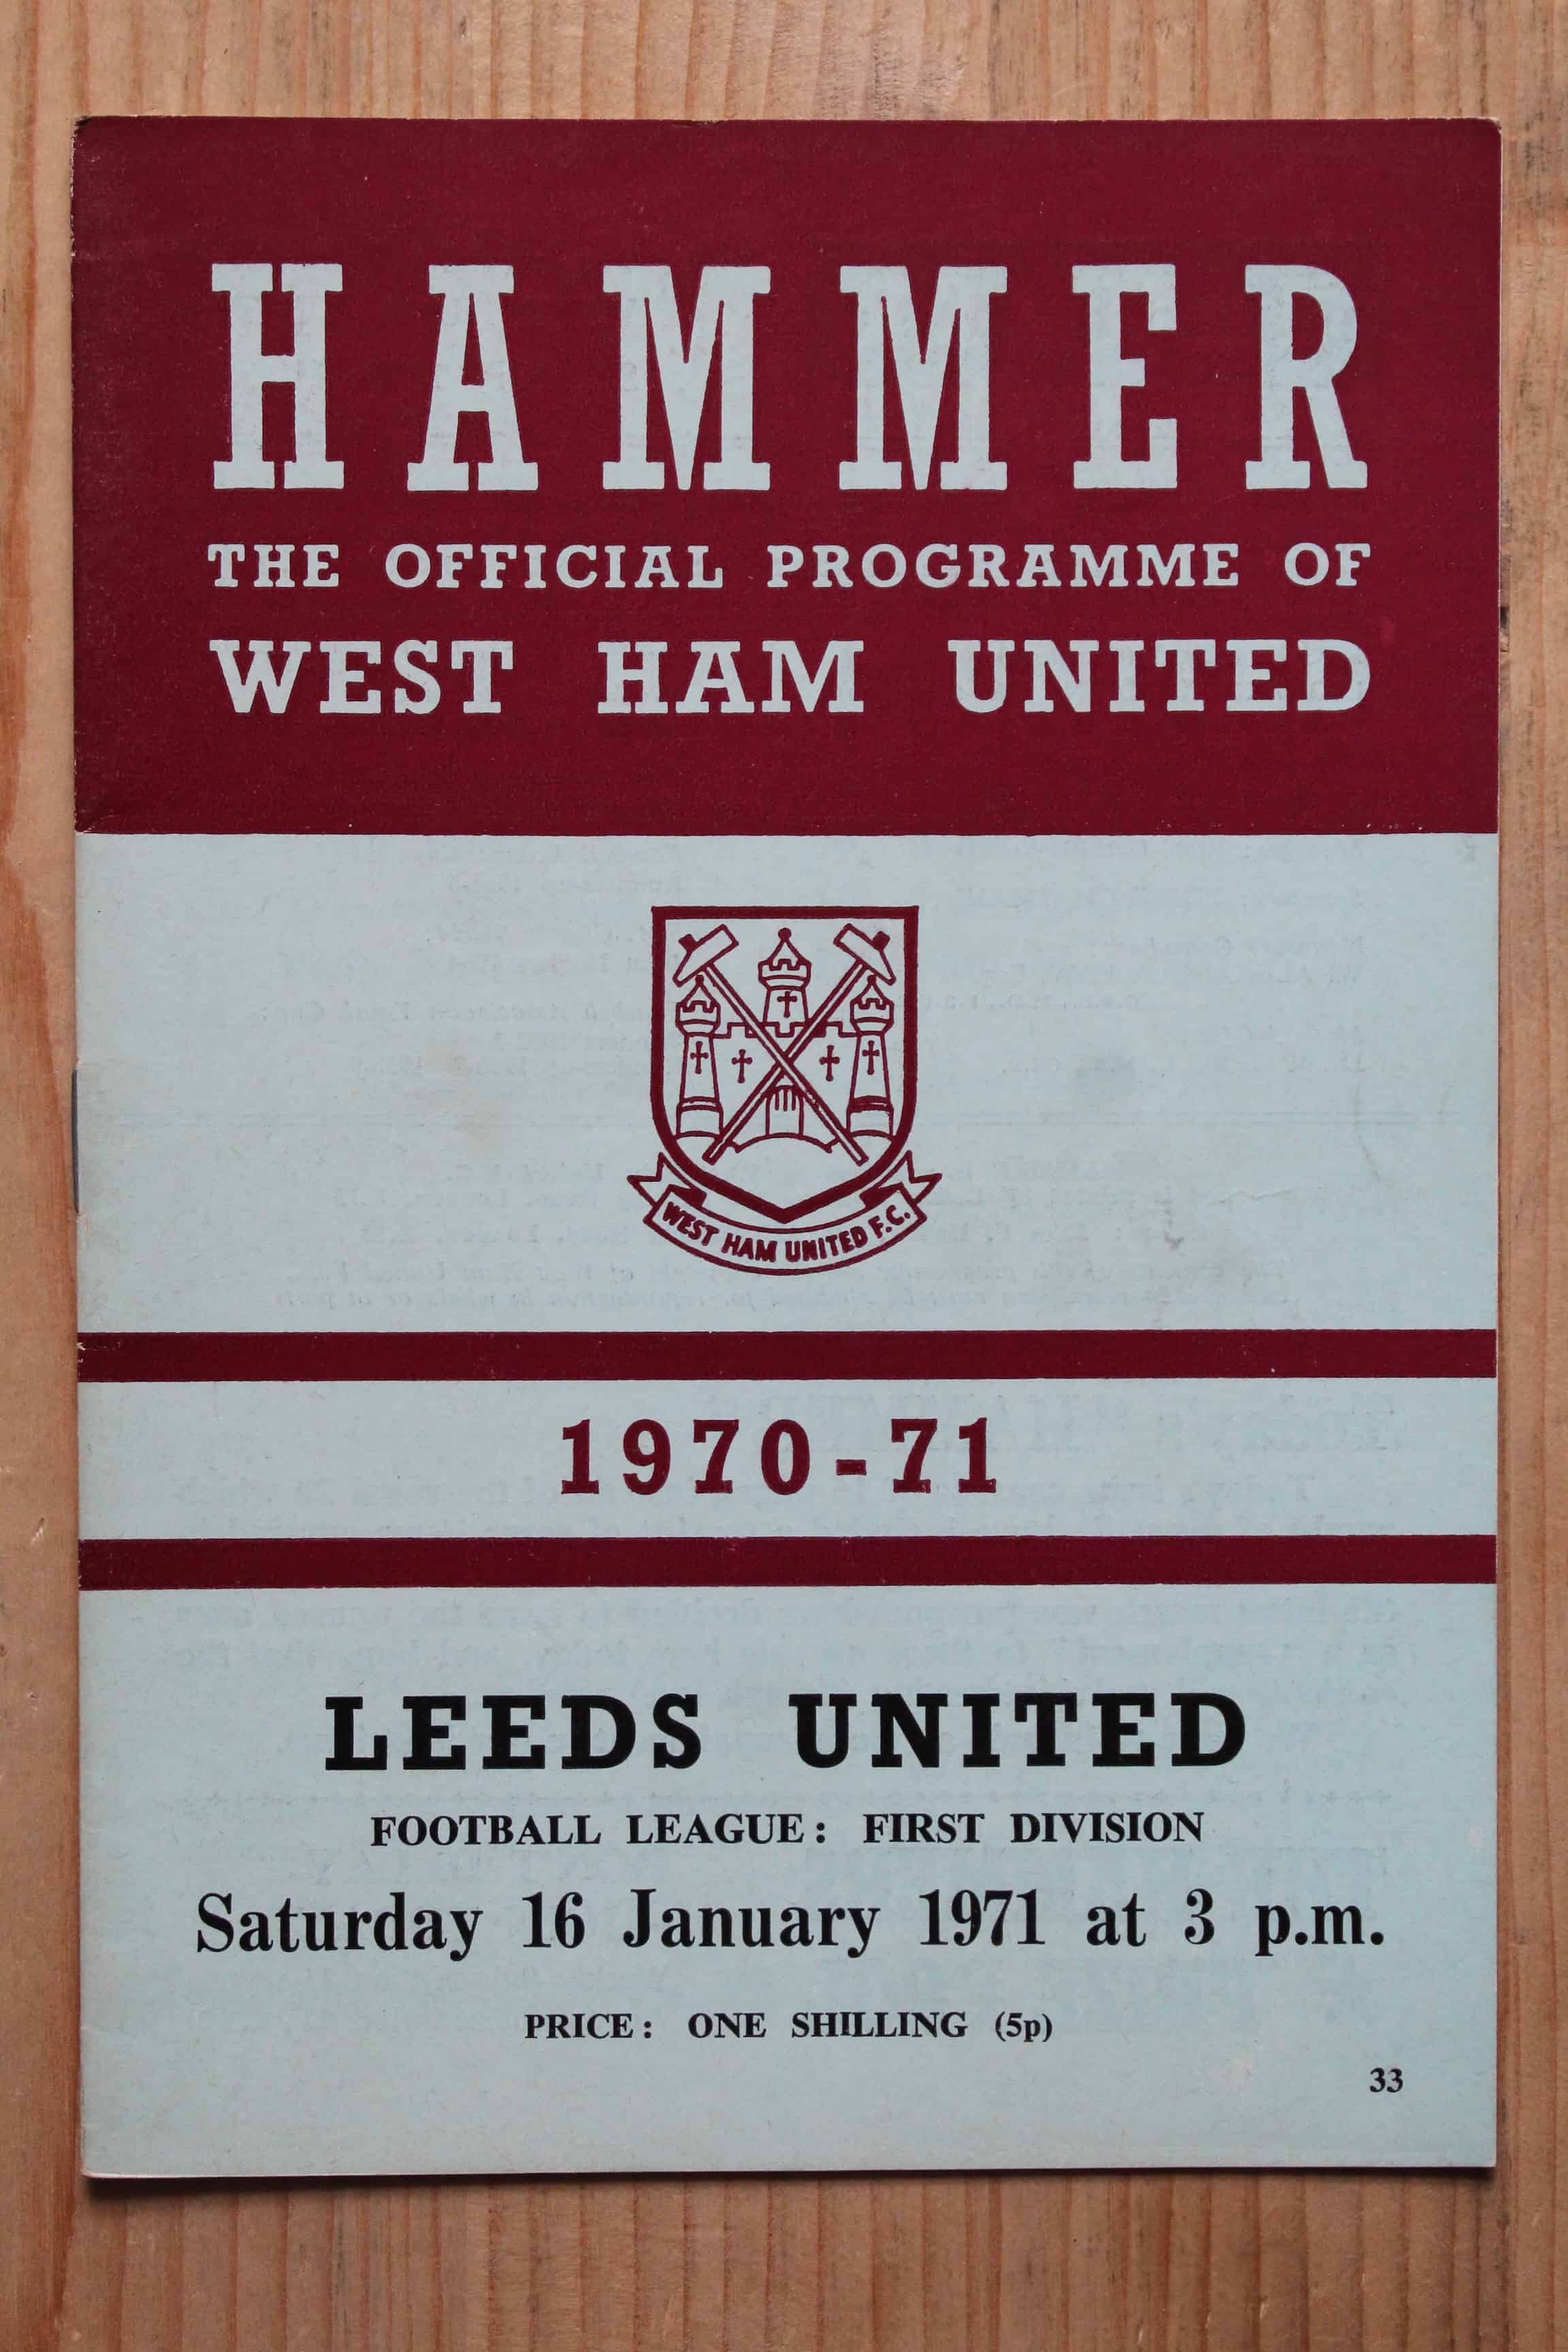 HAMMER
THE OFFICIAL PROGRAMME OF
WEST HAM UNITED
WEST HAM UNITED F.C.
1970-71
LEEDS UNITED
FOOTBALL LEAGUE: FIRST DIVISION
Saturday 16 January 1971 at 3 p.m.
PRICE: ONE SHILLING (5p)
33